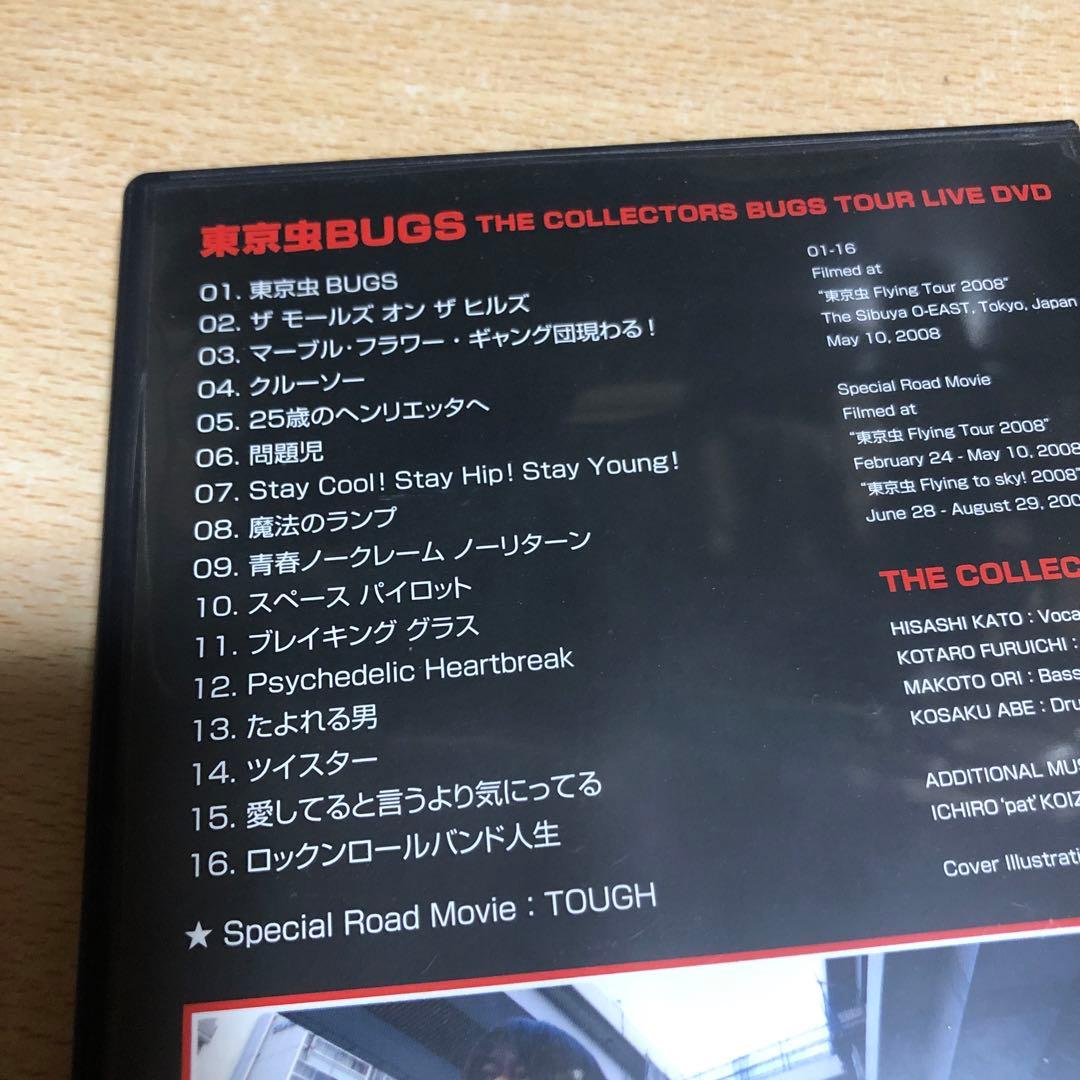 東京虫BUGS THE COLLECTORS BUGS TOUR LIVE DVD
01. 東京虫 BUGS
02. ザ モールズ オン ザ ヒルズ
03. マーブル・フラワー・ギャング団現わる！
04. クルーソー
05. 25歳のヘンリエッタへ
06. 問題児
07. Stay Cool! Stay Hip! Stay Young!
08. 魔法のランプ
09. 青春ノークレーム ノーリターン
10. スペース パイロット
11. ブレイキング グラス
12. Psychedelic Heartbreak
13. たよれる男
14. ツイスター
15. 愛してると言うより気にってる
16. ロックンロールバンド人生
★ Special Road Movie : TOUGH
01-16
Filmed at
"東京虫 Flying Tour 2008"
The Sibuya O-EAST, Tokyo, Japan
May 10, 2008
Special Road Movie
Filmed at
"東京虫 Flying Tour 2008"
February 24 - May 10, 2008
"東京虫 Flying to sky! 2008"
June 28 - August 29, 200
THE COLLEC
HISASHI KATO : Voca
KOTARO FURUICHI :
MAKOTO ORI : Bass
KOSAKU ABE : Dru
ADDITIONAL MUS
ICHIRO 'pat' KOIZ
Cover Illustrati